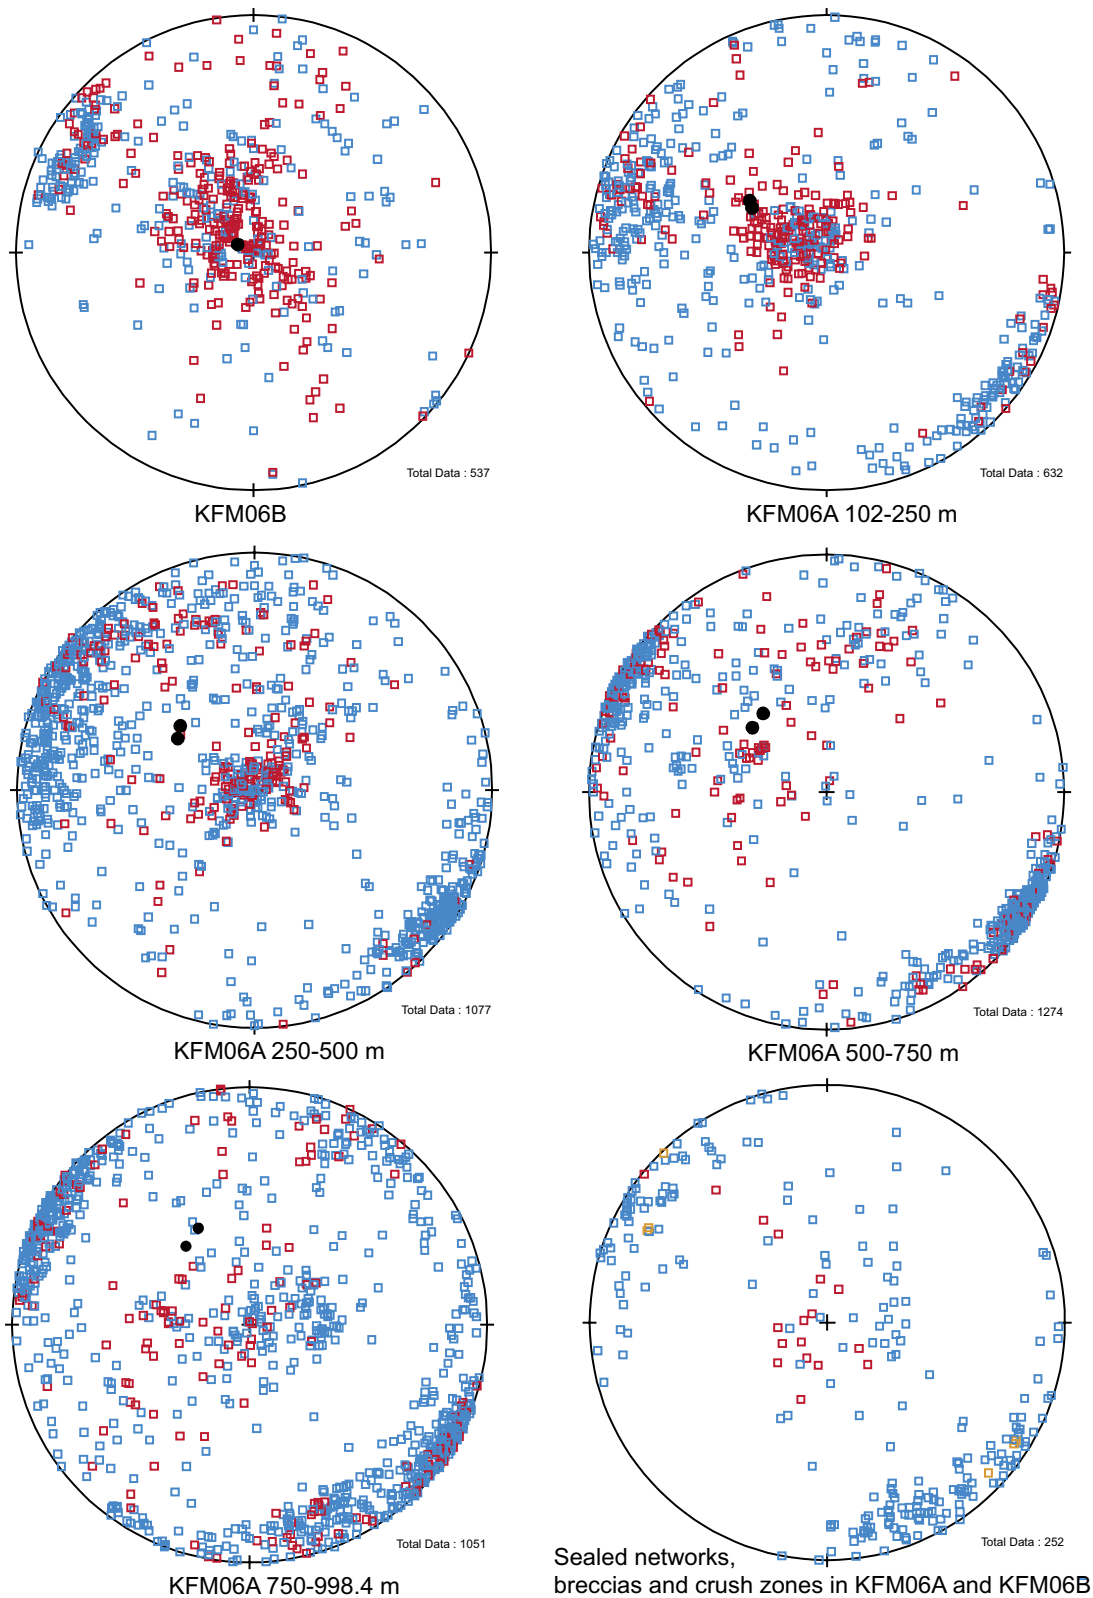 Total Data : 537
KFM06B
Total Data : 632
KFM06A 102-250 m
Total Data : 1077
KFM06A 250-500 m
Total Data : 1274
KFM06A 500-750 m
Total Data : 1051
KFM06A 750-998.4 m
Total Data : 252
Sealed networks,
breccias and crush zones in KFM06A and KFM06B